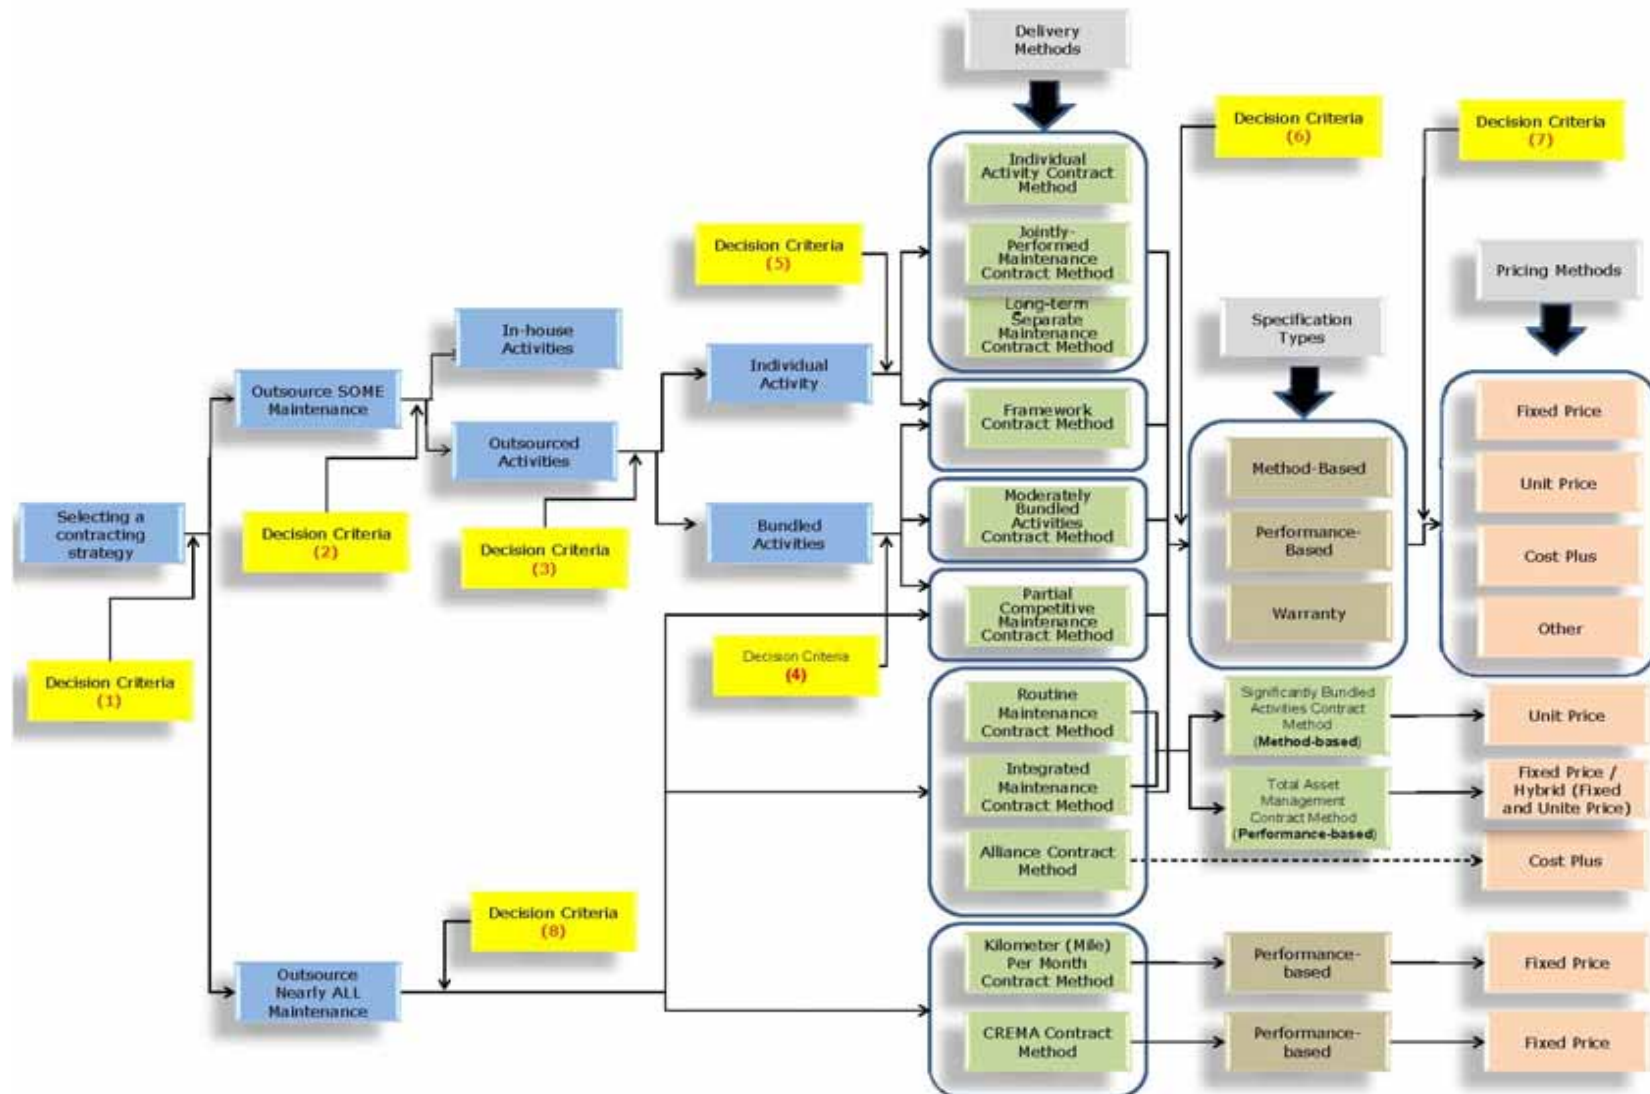 Delivery
Methods
Decision Criteria
(6)
Decision Criteria
(7)
Individual
Activity Contract
Method
Jointly-
Performed
Maintenance
Contract Method
Long-term
Separate
Maintenance
Contract Method
Decision Criteria
(5)
Pricing Methods
Specification
Types
In-house
Activities
Outsource SOME
Maintenance
Individual
Activity
Framework
Contract Method
Fixed Price
Outsourced
Activities
Method-Based
Unit Price
Selecting a
contracting
strategy
Decision Criteria
(2)
Decision Criteria
(3)
Bundled
Activities
Moderately
Bundled
Activities
Contract Method
Performance-
Based
Cost Plus
Partial
Competitive
Maintenance
Contract Method
Warranty
Other
Decision Criteria
(1)
Decision Criteria
(4)
Routine
Maintenance
Contract Method
Significantly Bundled
Activities Contract
Method
(Method-based)
Unit Price
Integrated
Maintenance
Contract Method
Total Asset
Management
Contract Method
(Performance-based)
Fixed Price /
Hybrid (Fixed
and Unite Price)
Alliance Contract
Method
Cost Plus
Decision Criteria
(8)
Outsource
Nearly ALL
Maintenance
Kilometer (Mile)
Per Month
Contract Method
Performance-
based
Fixed Price
CREMA Contract
Method
Performance-
based
Fixed Price